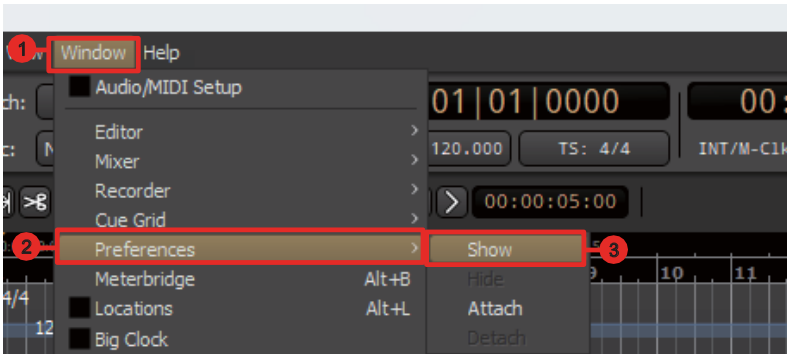 1 Window Help
Audio/MIDI Setup
01|01|0000 00:
Editor >
120.000 TS: 4/4 INT/M-Clk
Mixer >
Recorder >
> 00:00:05:00
Cue Grid >
2 Preferences > Show 3
Meterbridge Alt+B Hide
9 10 11
4/4 Locations Alt+L Attach
12 Big Clock Detach